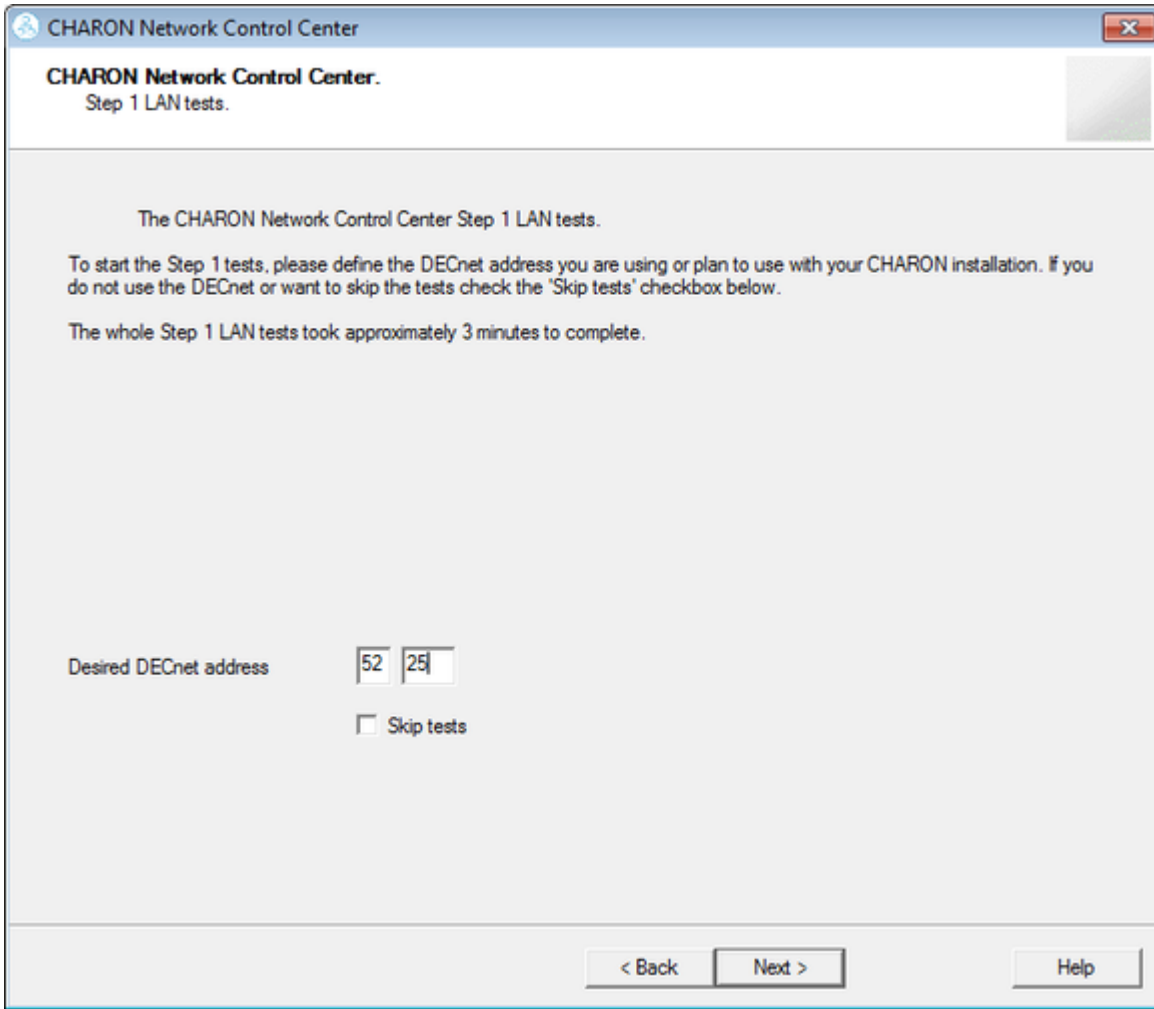 CHARON Network Control Center
CHARON Network Control Center.
Step 1 LAN tests.
The CHARON Network Control Center Step 1 LAN tests.
To start the Step 1 tests, please define the DECnet address you are using or plan to use with your CHARON installation. If you
do not use the DECnet or want to skip the tests check the 'Skip tests' checkbox below.
The whole Step 1 LAN tests took approximately 3 minutes to complete.
Desired DECnet address 52 25
Skip tests
< Back Next > Help